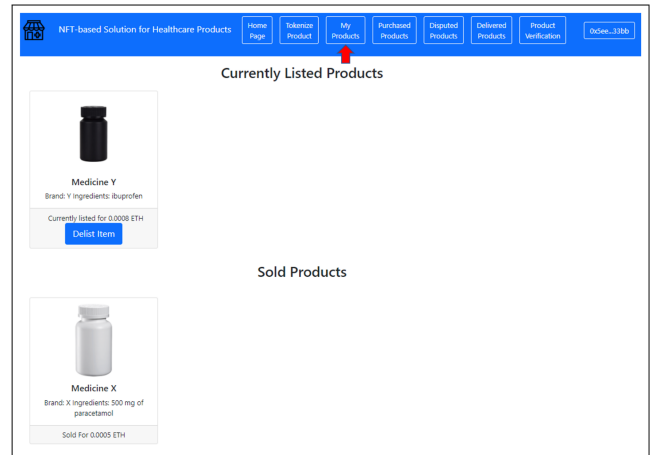 NFT-based Solution for Healthcare Products
Home
Page
Tokenize
Product
My
Products
Purchased
Products
Disputed
Products
Delivered
Products
Product
Verification
0x5ee...33bb
Currently Listed Products
Medicine Y
Brand: Y Ingredients: ibuprofen
Currently listed for 0.0008 ETH
Delist Item
Sold Products
Medicine X
Brand: X Ingredients: 500 mg of
paracetamol
Sold For 0.0005 ETH